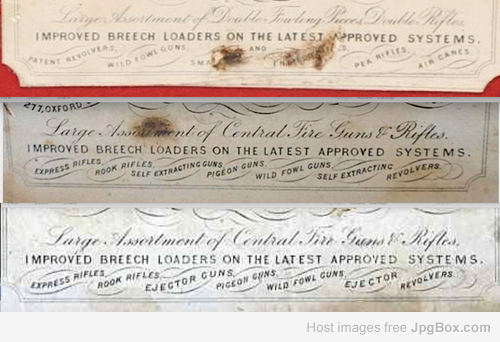 Large Assortment of Double Fowling Pieces, Double Rifles,
IMPROVED BREECH LOADERS ON THE LATEST APPROVED SYSTEMS.
PATENT REVOLVERS, WILD FOWL GUNS, AND PEA RIFLES, AIR CANES.
277, OXFORD
Large Assortment of Central Fire Guns & Rifles,
IMPROVED BREECH LOADERS ON THE LATEST APPROVED SYSTEMS.
EXPRESS RIFLES, ROOK RIFLES, SELF EXTRACTING GUNS, PIGEON GUNS, WILD FOWL GUNS, SELF EXTRACTING REVOLVERS.
Large Assortment of Central Fire Guns & Rifles,
IMPROVED BREECH LOADERS ON THE LATEST APPROVED SYSTEMS.
EXPRESS RIFLES, ROOK RIFLES, EJECTOR GUNS, PIGEON GUNS, WILD FOWL GUNS, EJECTOR REVOLVERS.
Host images free JpgBox.com